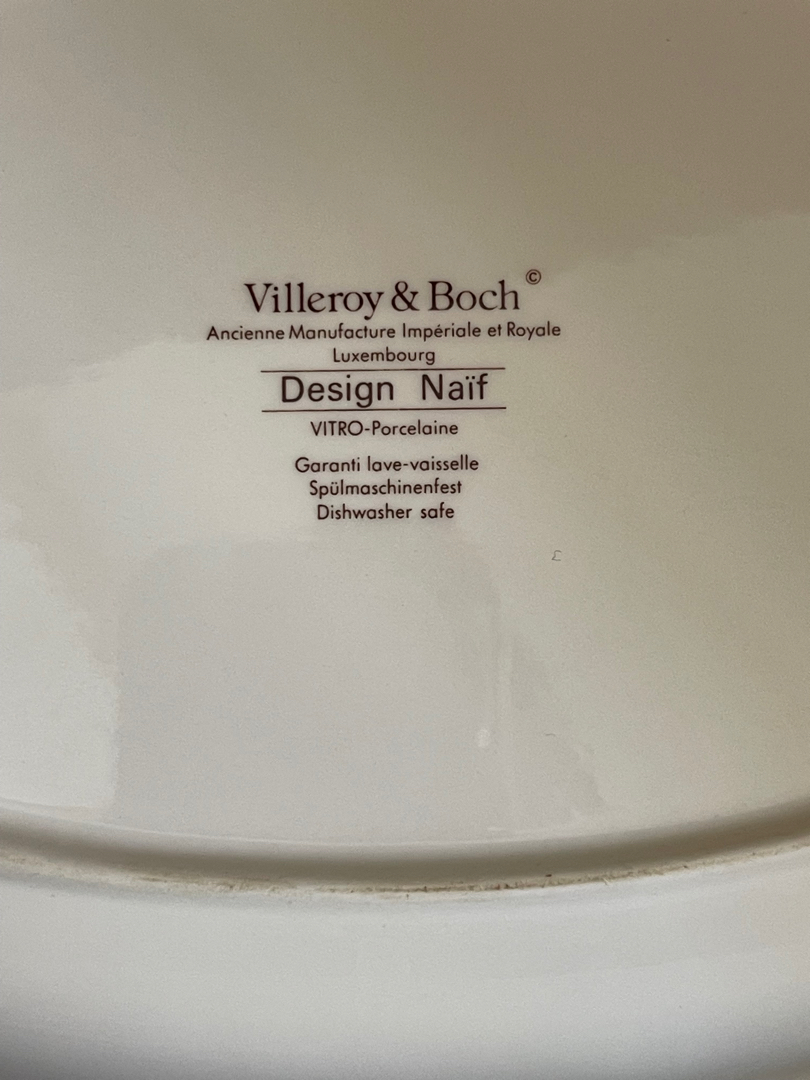 Villeroy & Boch ©
Ancienne Manufacture Impériale et Royale
Luxembourg
Design Naïf
VITRO-Porcelaine
Garanti lave-vaisselle
Spülmaschinenfest
Dishwasher safe